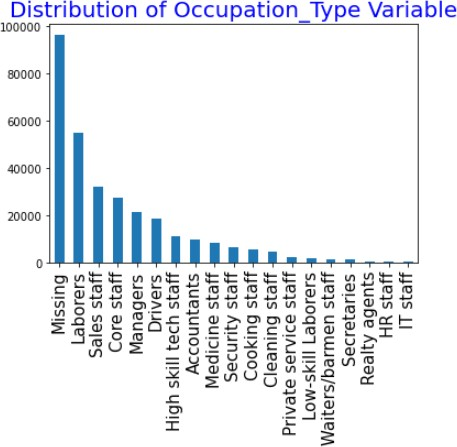 Distribution of Occupation_Type Variable
100000
80000
60000
40000
20000
0
Missing
Laborers
Sales staff
Core staff
Managers
Drivers
High skill tech staff
Accountants
Medicine staff
Security staff
Cooking staff
Cleaning staff
Private service staff
Low-skill Laborers
Waiters/barmen staff
Secretaries
Realty agents
HR staff
IT staff